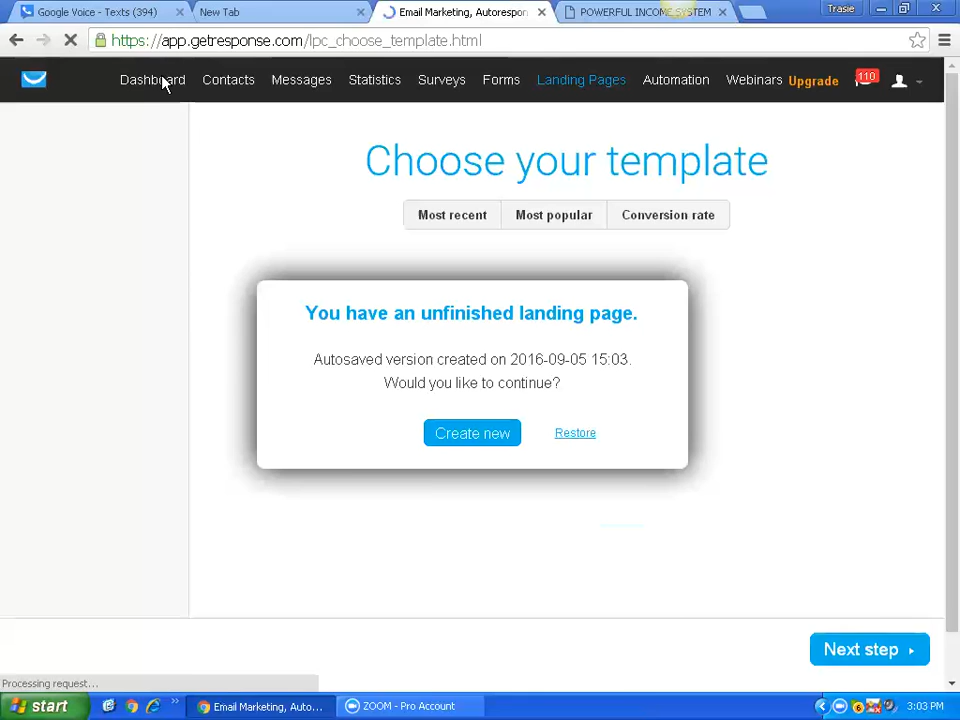 Google Voice - Texts (394)
New Tab
Email Marketing, Autorespon
POWERFUL INCOME SYSTEM
Trasie
https://app.getresponse.com/lpc_choose_template.html
Dashboard
Contacts
Messages
Statistics
Surveys
Forms
Landing Pages
Automation
Webinars
Upgrade
110
Choose your template
Most recent
Most popular
Conversion rate
You have an unfinished landing page.
Autosaved version created on 2016-09-05 15:03.
Would you like to continue?
Create new
Restore
Next step
Processing request...
start
Email Marketing, Auto...
ZOOM - Pro Account
3:03 PM